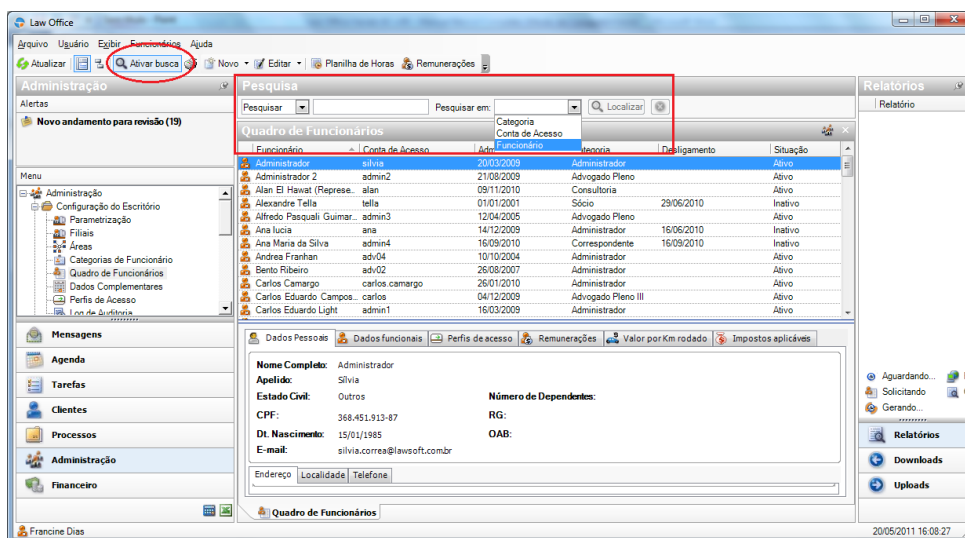 Law Office
Arquivo Usuário Exibir Funcionários Ajuda
Atualizar Ativar busca Novo Editar Planilha de Horas Remunerações
Administração
Alertas
Novo andamento para revisão (19)
Menu
Administração
Configuração do Escritório
Parametrização
Filiais
Áreas
Categorias de Funcionário
Quadro de Funcionários
Dados Complementares
Perfis de Acesso
Log de Auditoria
Mensagens
Agenda
Tarefas
Clientes
Processos
Administração
Financeiro
Pesquisa
Pesquisar Pesquisar em: Localizar
Categoria
Conta de Acesso
Funcionário
Quadro de Funcionários
Funcionário Conta de Acesso Desligamento Situação
Administrador silvia 20/03/2009 Administrador Ativo
Administrador 2 admin2 21/08/2009 Advogado Pleno Ativo
Alan El Hawat (Represe... alan 09/11/2010 Consultoria Ativo
Alexandre Tella tella 01/01/2001 Sócio 29/06/2010 Inativo
Alfredo Pasquali Guimar... admin3 12/04/2005 Advogado Pleno Ativo
Ana lucia ana 14/12/2009 Administrador 16/06/2010 Inativo
Ana Maria da Silva admin4 16/09/2010 Correspondente 16/09/2010 Inativo
Andrea Franhan adv04 10/10/2004 Administrador Ativo
Bento Ribeiro adv02 26/08/2007 Administrador Ativo
Carlos Camargo carlos.camargo 26/01/2010 Administrador Ativo
Carlos Eduardo Campos... carlos 04/12/2009 Advogado Pleno III Ativo
Carlos Eduardo Light admin1 16/03/2009 Administrador Ativo
Dados Pessoais Dados funcionais Perfis de acesso Remunerações Valor por Km rodado Impostos aplicáveis
Nome Completo: Administrador
Apelido: Sílvia
Estado Civil: Outros Número de Dependentes:
CPF: 368.451.913-87 RG:
Dt. Nascimento: 15/01/1985 OAB:
E-mail: silvia.correa@lawsoft.com.br
Endereço Localidade Telefone
Quadro de Funcionários
Relatórios
Relatório
Aguardando...
Solicitando
Gerando...
Relatórios
Downloads
Uploads
Francine Dias 20/05/2011 16:08:27